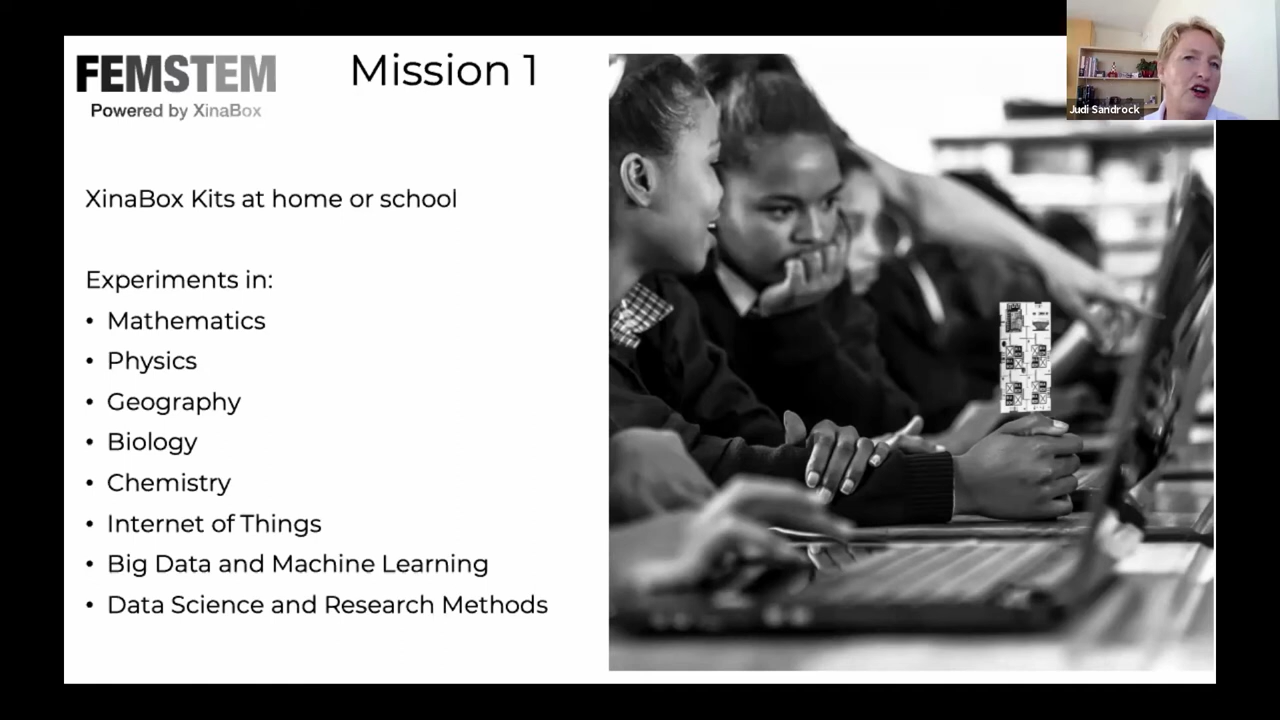 FEMSTEM
Powered by XinaBox
Mission 1
Judi Sandrock
XinaBox Kits at home or school
Experiments in:
• Mathematics
• Physics
• Geography
• Biology
• Chemistry
• Internet of Things
• Big Data and Machine Learning
• Data Science and Research Methods